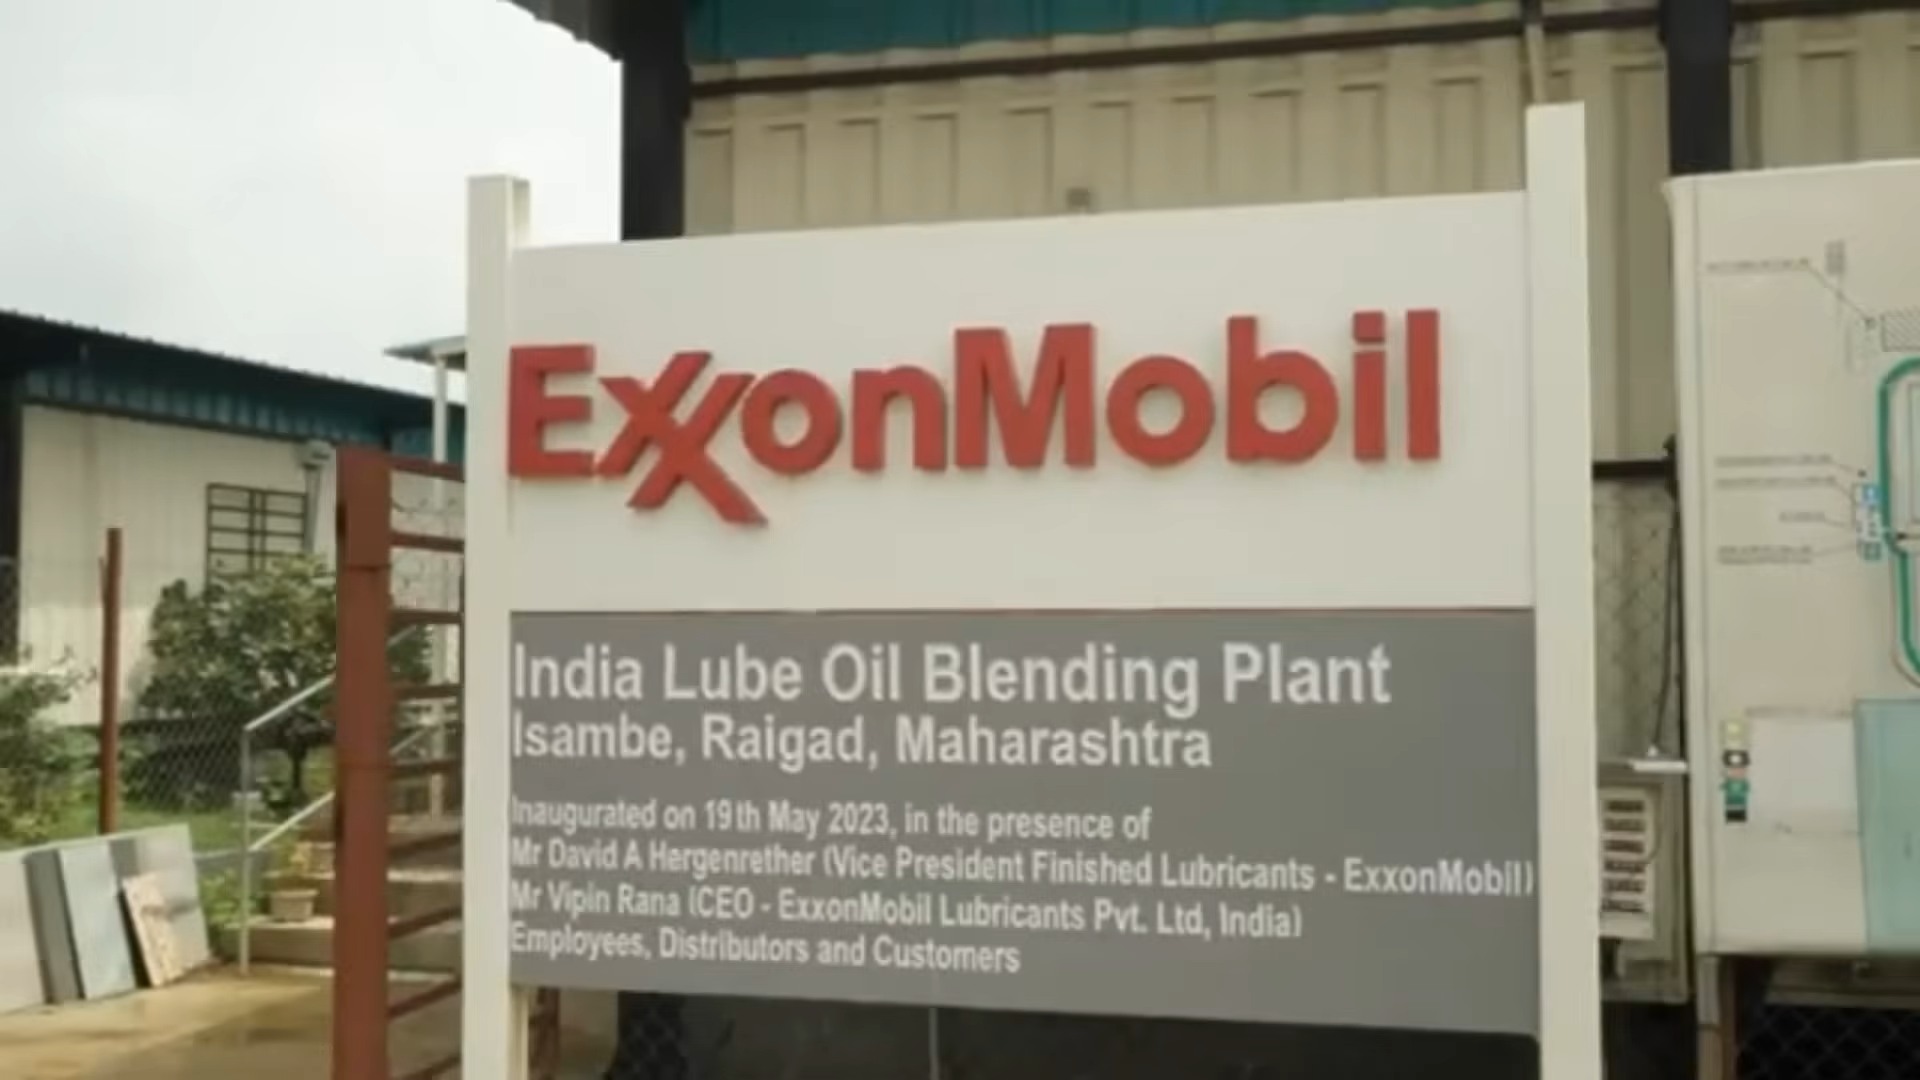 ExxonMobil
India Lube Oil Blending Plant
Isambe, Raigad, Maharashtra
Inaugurated on 19th May 2023, in the presence of
Mr David A Hergenrether (Vice President Finished Lubricants - ExxonMobil)
Mr Vipin Rana (CEO - ExxonMobil Lubricants Pvt. Ltd, India)
Employees, Distributors and Customers